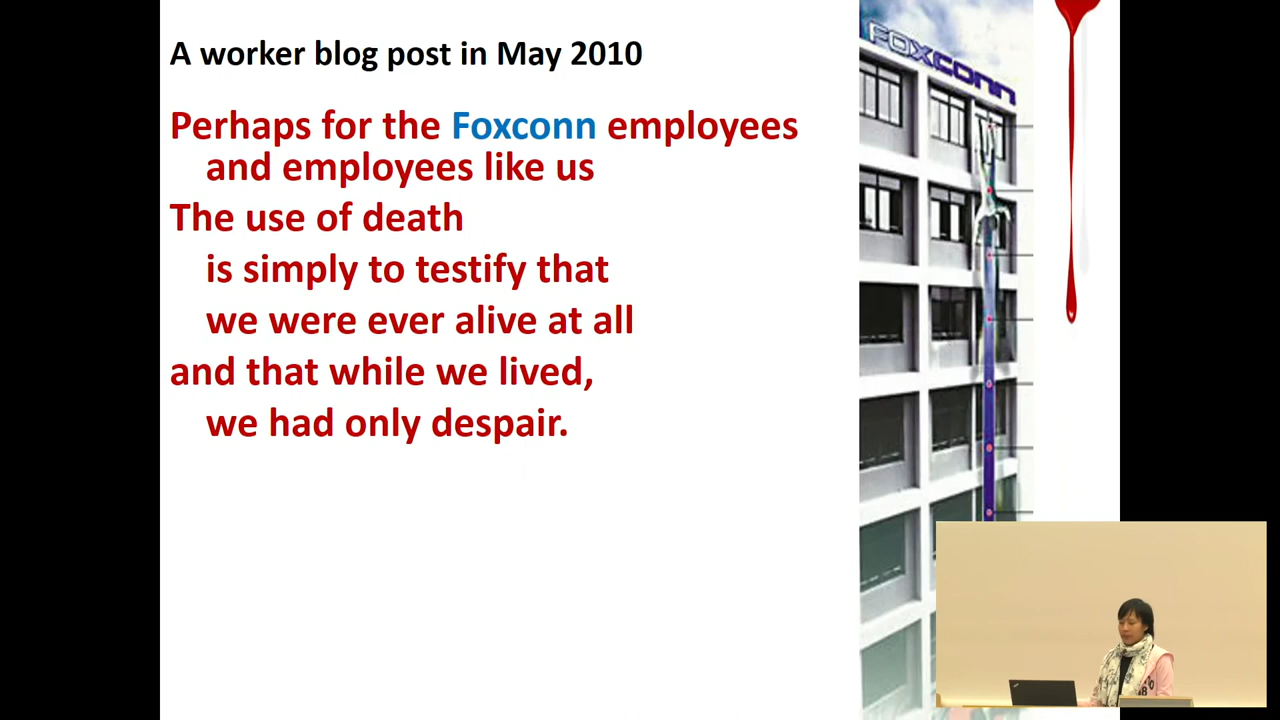 A worker blog post in May 2010
Perhaps for the Foxconn employees
and employees like us
The use of death
is simply to testify that
we were ever alive at all
and that while we lived,
we had only despair.
FOXCONN